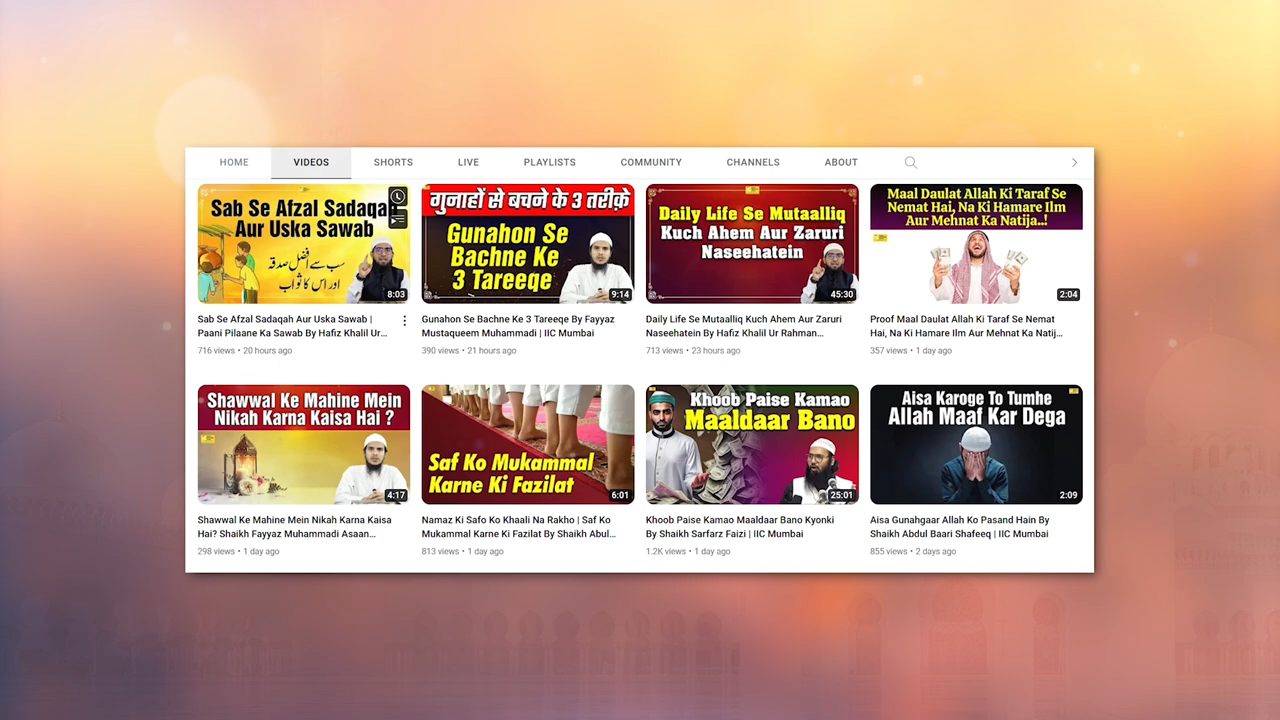 HOME VIDEOS SHORTS LIVE PLAYLISTS COMMUNITY CHANNELS ABOUT
Sab Se Afzal Sadaqah
Aur Uska Sawab
سب سے افضل صدقہ
اور اس کا ثواب
8:03
गुनाहों से बचने के 3 तरीक़े
Gunahon Se
Bachne Ke
3 Tareeqe
9:14
Daily Life Se Mutaalliq
Kuch Ahem Aur Zaruri
Naseehatein
45:30
Maal Daulat Allah Ki Taraf Se
Nemat Hai, Na Ki Hamare Ilm
Aur Mehnat Ka Natija..!
2:04
Sab Se Afzal Sadaqah Aur Uska Sawab |
Paani Pilaane Ka Sawab By Hafiz Khalil Ur...
716 views • 20 hours ago
Gunahon Se Bachne Ke 3 Tareeqe By Fayyaz
Mustaqueem Muhammadi | IIC Mumbai
390 views • 21 hours ago
Daily Life Se Mutaalliq Kuch Ahem Aur Zaruri
Naseehatein By Hafiz Khalil Ur Rahman...
713 views • 23 hours ago
Proof Maal Daulat Allah Ki Taraf Se Nemat
Hai, Na Ki Hamare Ilm Aur Mehnat Ka Natij...
357 views • 1 day ago
Shawwal Ke Mahine Mein
Nikah Karna Kaisa Hai ?
4:17
Saf Ko Mukammal
Karne Ki Fazilat
6:01
Khoob Paise Kamao
Maaldaar Bano
25:01
Aisa Karoge To Tumhe
Allah Maaf Kar Dega
2:09
Shawwal Ke Mahine Mein Nikah Karna Kaisa
Hai? Shaikh Fayyaz Muhammadi Asaan...
298 views • 1 day ago
Namaz Ki Safo Ko Khaali Na Rakho | Saf Ko
Mukammal Karne Ki Fazilat By Shaikh Abul...
813 views • 1 day ago
Khoob Paise Kamao Maaldaar Bano Kyonki
By Shaikh Sarfarz Faizi | IIC Mumbai
1.2K views • 1 day ago
Aisa Gunahgaar Allah Ko Pasand Hain By
Shaikh Abdul Baari Shafeeq | IIC Mumbai
855 views • 2 days ago